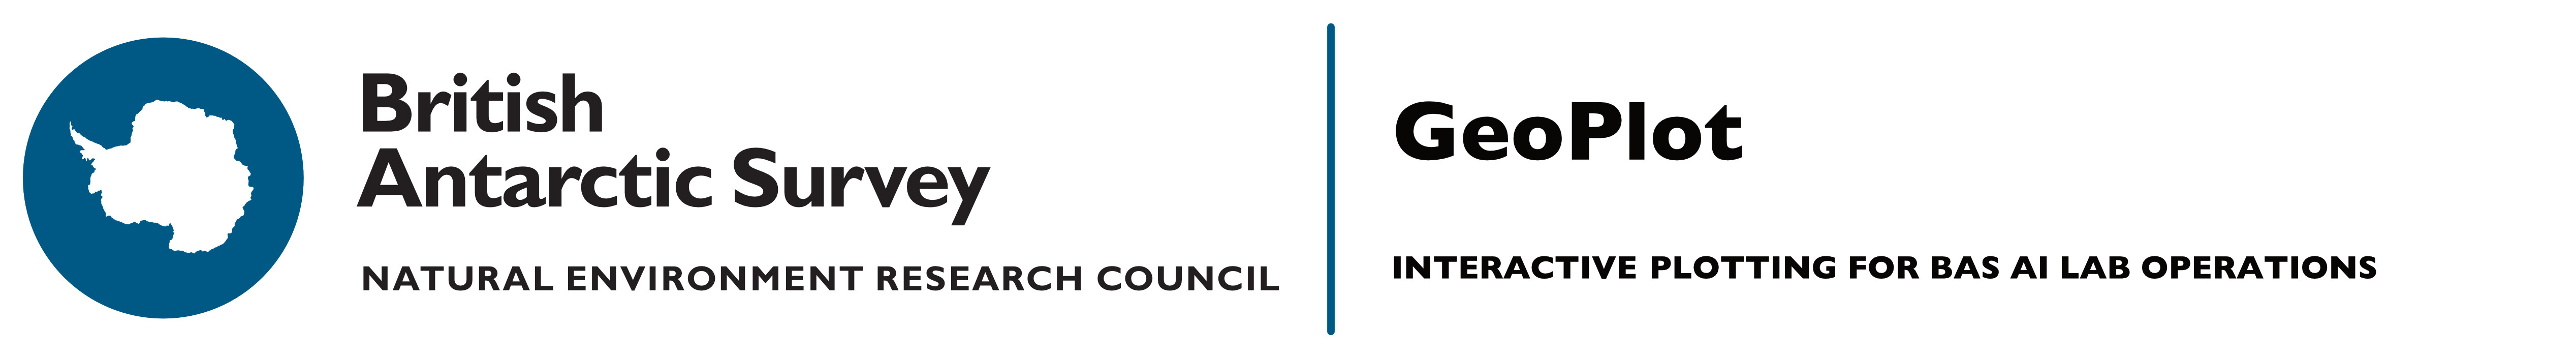 British
Antarctic Survey
NATURAL ENVIRONMENT RESEARCH COUNCIL
GeoPlot
INTERACTIVE PLOTTING FOR BAS AI LAB OPERATIONS